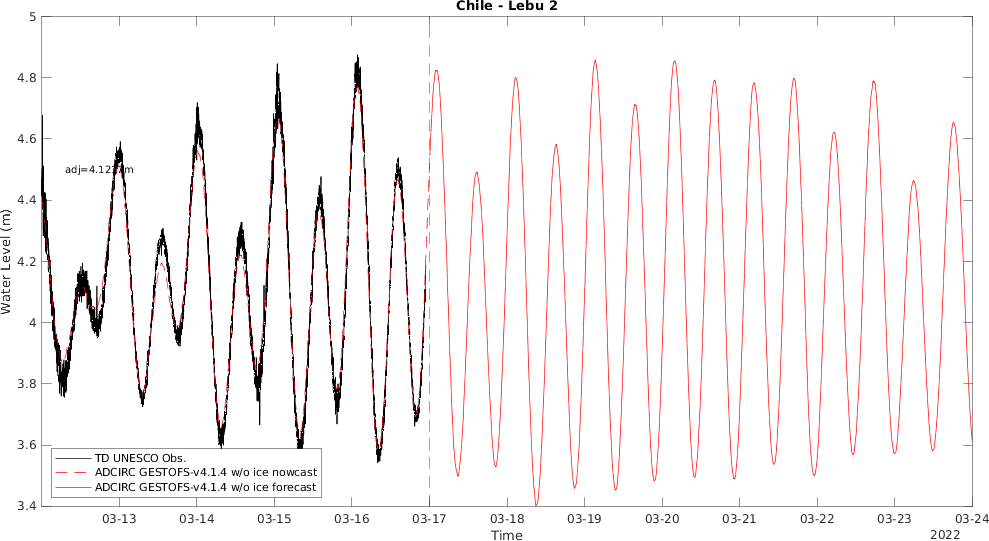 Chile - Lebu 2
Water Level (m)
5
4.8
4.6
4.4
4.2
4
3.8
3.6
3.4
TD UNESCO Obs.
ADCIRC GESTOFS-v4.1.4 w/o ice nowcast
ADCIRC GESTOFS-v4.1.4 w/o ice forecast
03-13 03-14 03-15 03-16 03-17 03-18 03-19 03-20 03-21 03-22 03-23 03-24
Time
2022